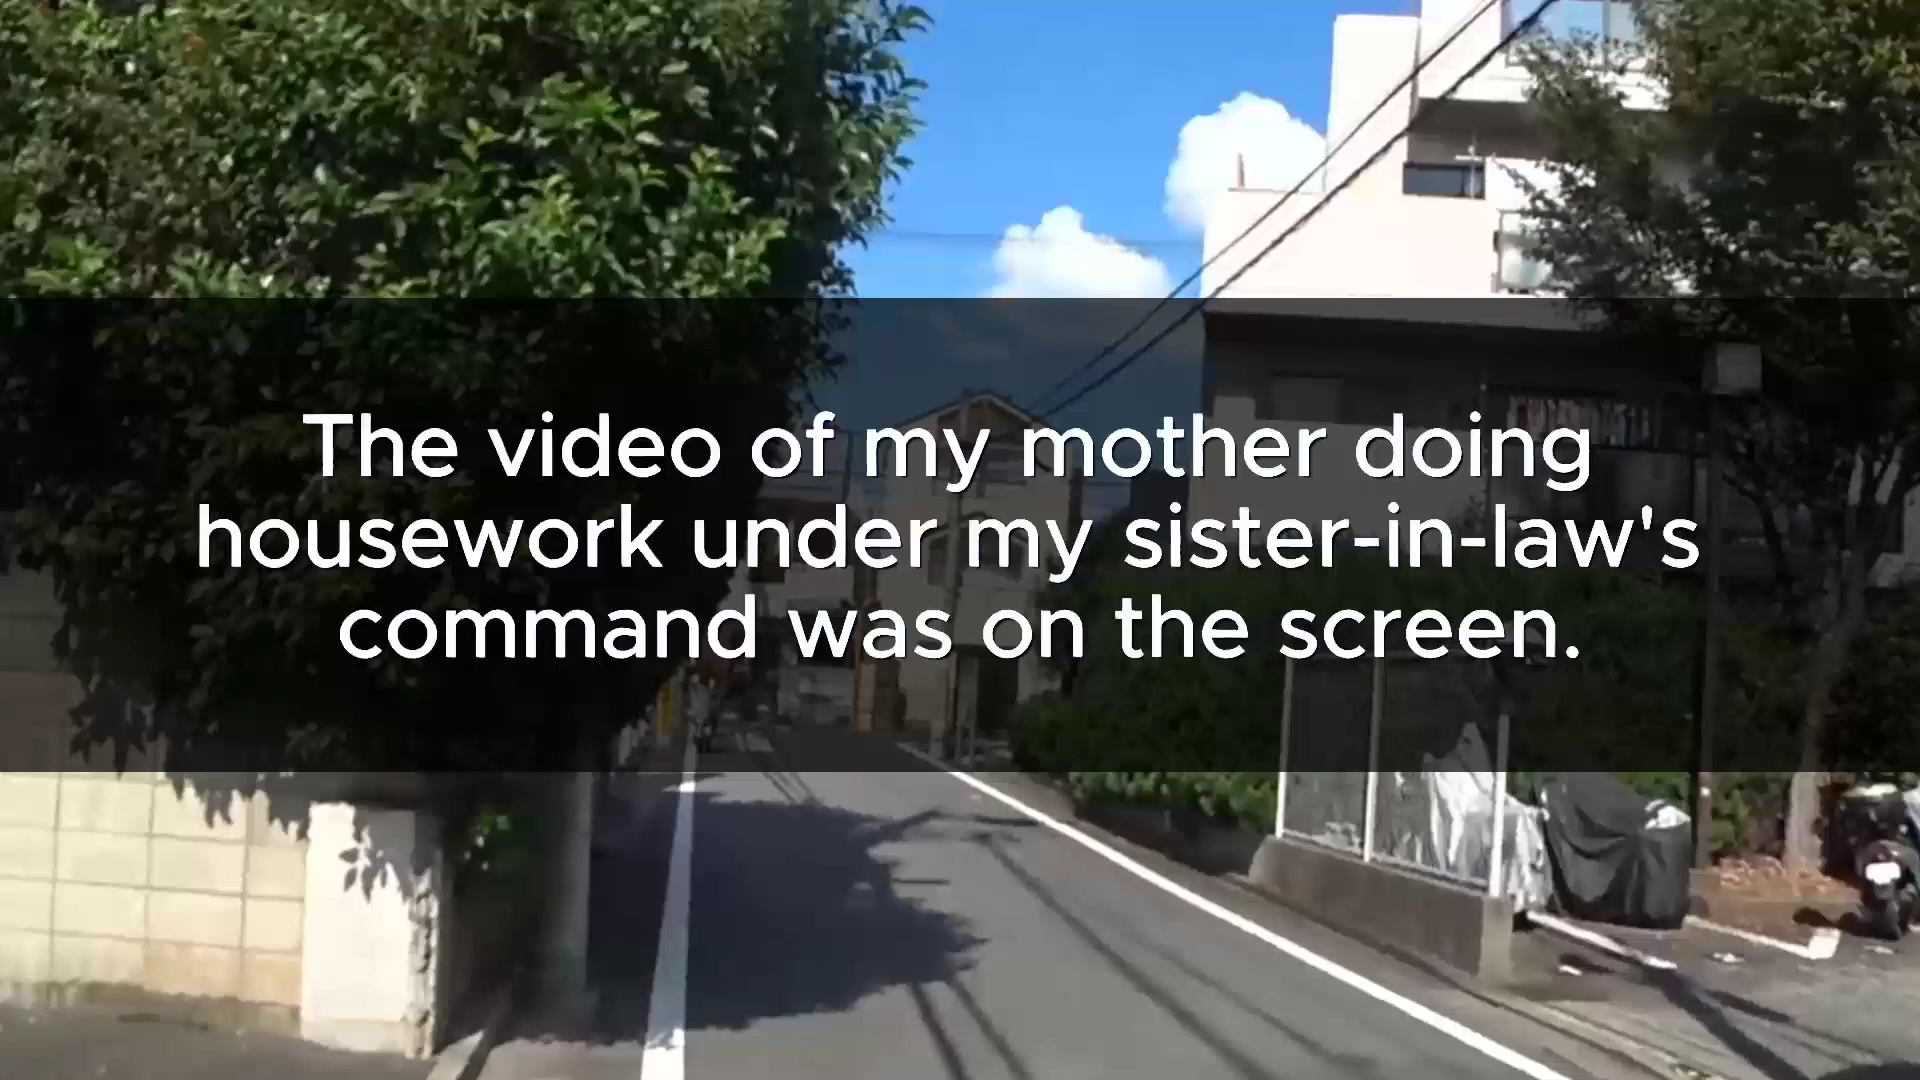 The video of my mother doing
housework under my sister-in-law's
command was on the screen.